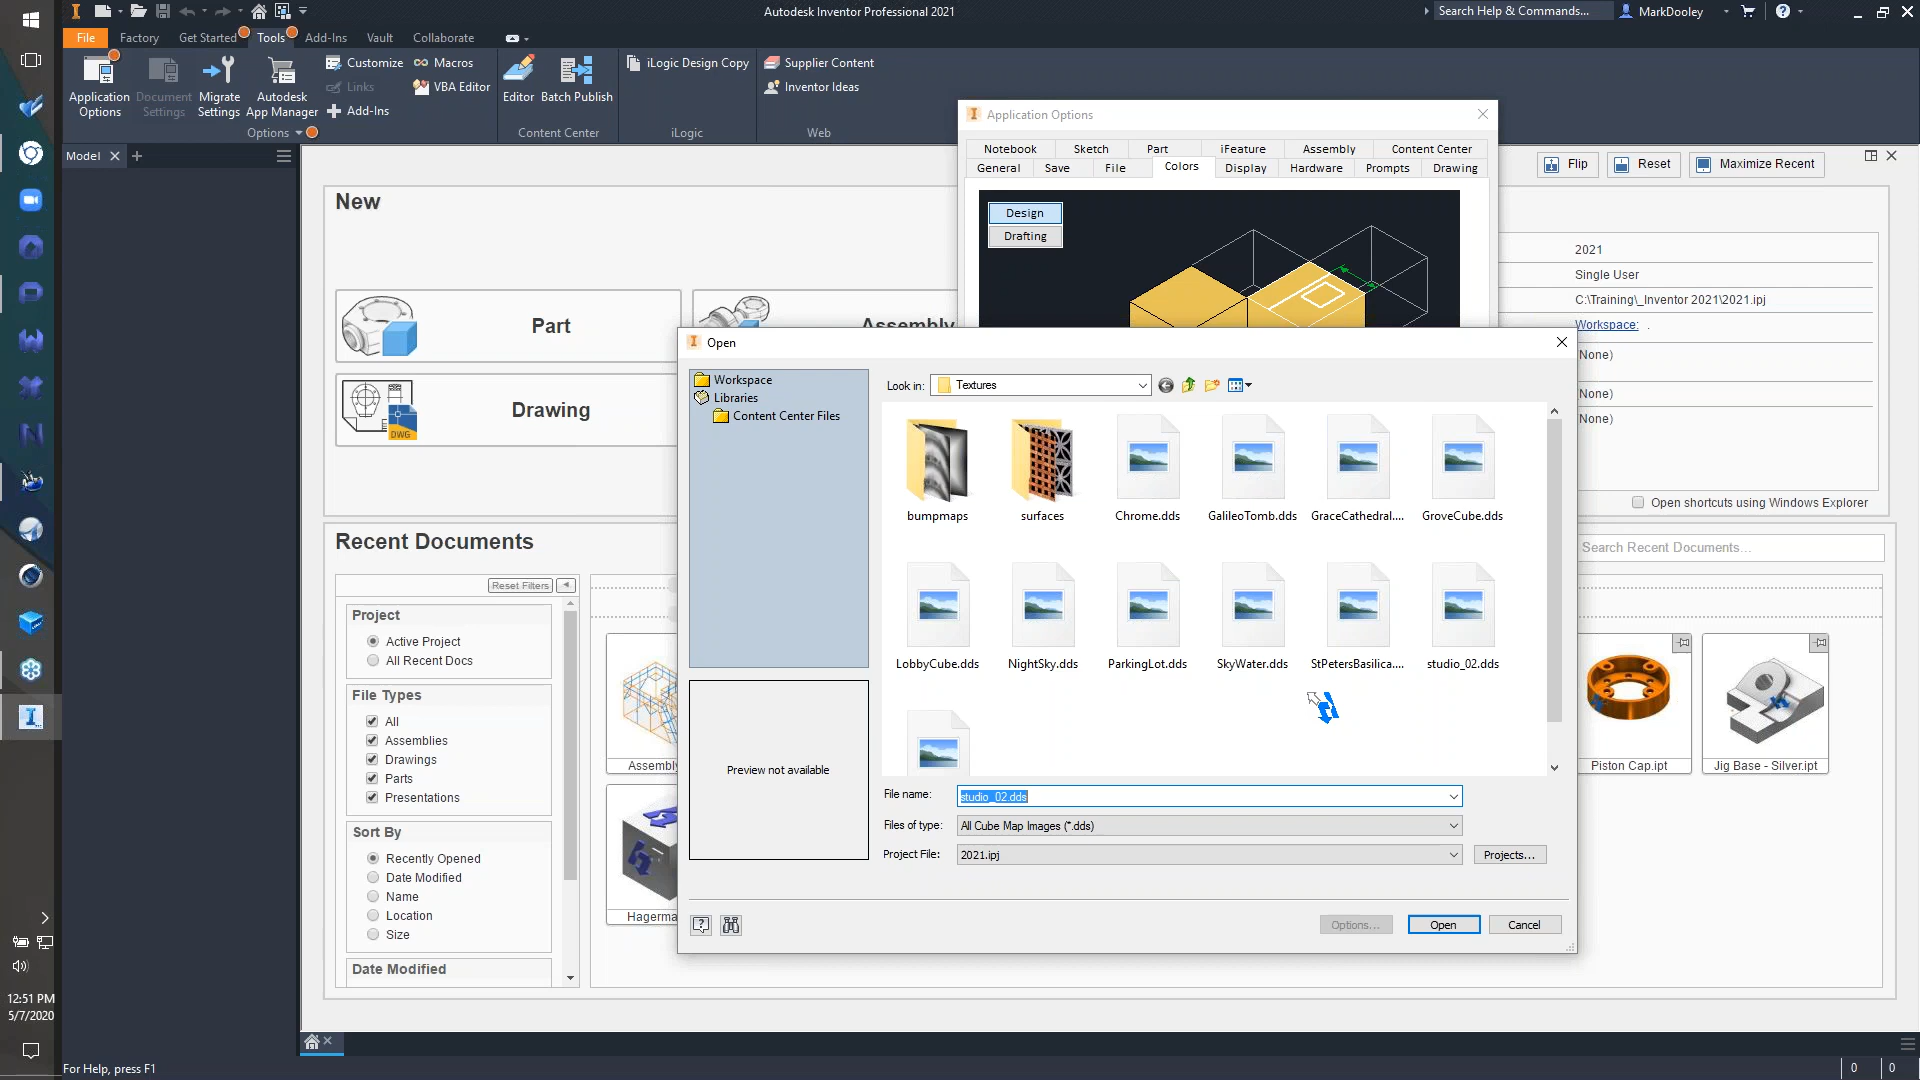 Autodesk Inventor Professional 2021
Search Help & Commands...
MarkDooley
File
Factory
Get Started
Tools
Add-Ins
Vault
Collaborate
Application Options
Document Settings
Migrate Settings
Autodesk App Manager
Customize
Links
Add-Ins
Macros
VBA Editor
Options
Editor
Batch Publish
Content Center
iLogic Design Copy
iLogic
Supplier Content
Inventor Ideas
Web
Model
Application Options
Notebook
Sketch
Part
iFeature
Assembly
Content Center
General
Save
File
Colors
Display
Hardware
Prompts
Drawing
Design
Drafting
Flip
Reset
Maximize Recent
New
Part
Assembly
Drawing
DWG
2021
Single User
C:\Training\_Inventor 2021\2021.ipj
Workspace: .
None)
None)
None)
Open shortcuts using Windows Explorer
Open
Workspace
Libraries
Content Center Files
Look in:
Textures
bumpmaps
surfaces
Chrome.dds
GalileoTomb.dds
GraceCathedral....
GroveCube.dds
LobbyCube.dds
NightSky.dds
ParkingLot.dds
SkyWater.dds
StPetersBasilica....
studio_02.dds
Preview not available
File name:
studio_02.dds
Files of type:
All Cube Map Images (*.dds)
Project File:
2021.ipj
Projects...
Options...
Open
Cancel
Recent Documents
Search Recent Documents...
Reset Filters
Project
Active Project
All Recent Docs
File Types
All
Assemblies
Drawings
Parts
Presentations
Sort By
Recently Opened
Date Modified
Name
Location
Size
Date Modified
Assembly
Hagerma
Piston Cap.ipt
Jig Base - Silver.ipt
12:51 PM
5/7/2020
For Help, press F1
0
0